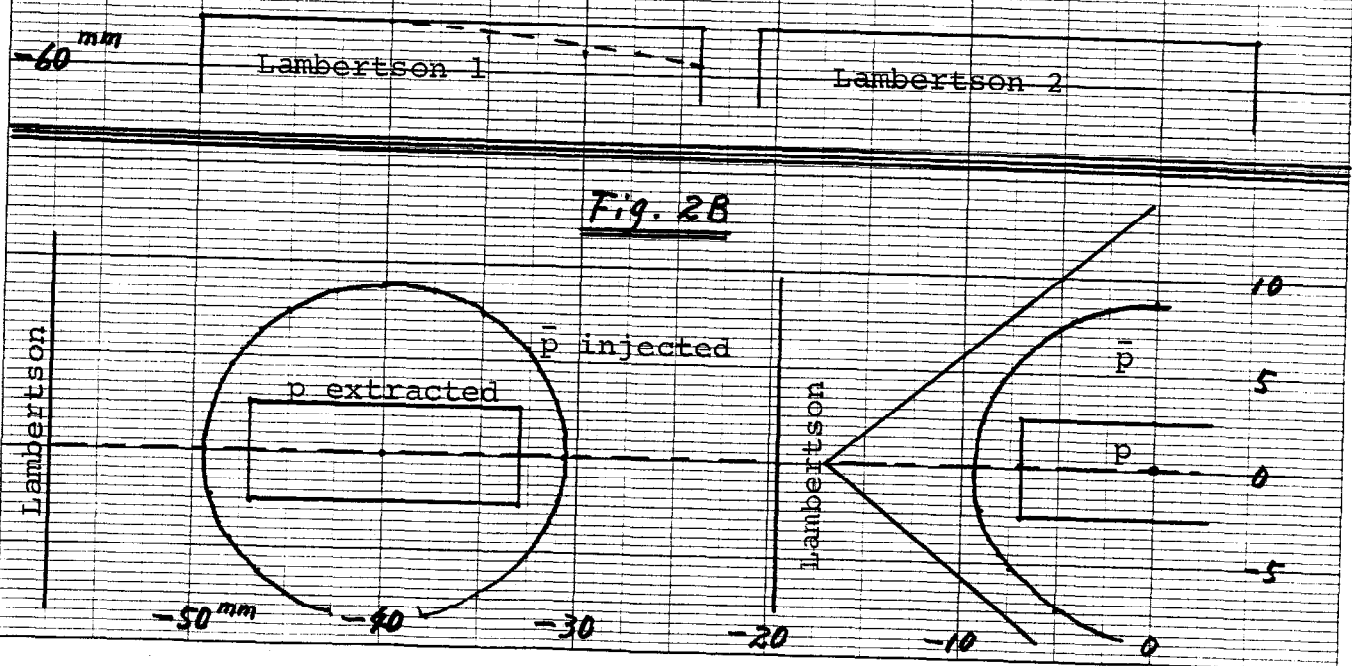 -60 mm
Lambertson 1
Lambertson 2
Fig. 2B
Lambertson
p̄ injected
p extracted
Lambertson
p̄
p
10
5
0
-5
-50 mm
-40
-30
-20
-10
0